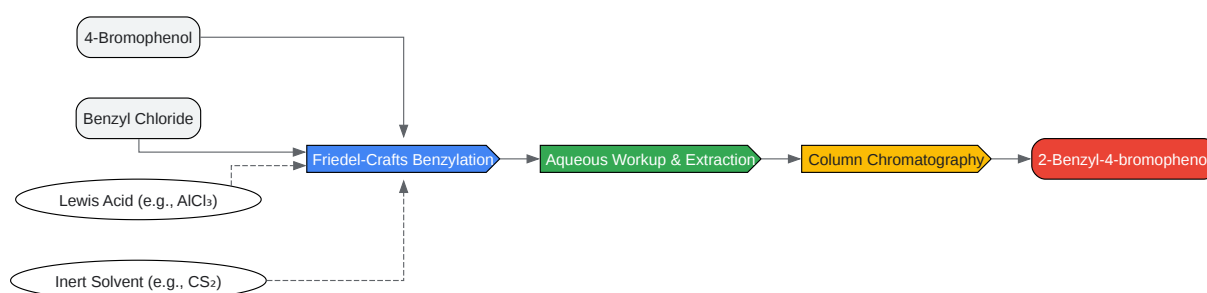 4-Bromophenol
Benzyl Chloride
Lewis Acid (e.g., AlCl₃)
Inert Solvent (e.g., CS₂)
Friedel-Crafts Benzylation
Aqueous Workup & Extraction
Column Chromatography
2-Benzyl-4-bromopheno